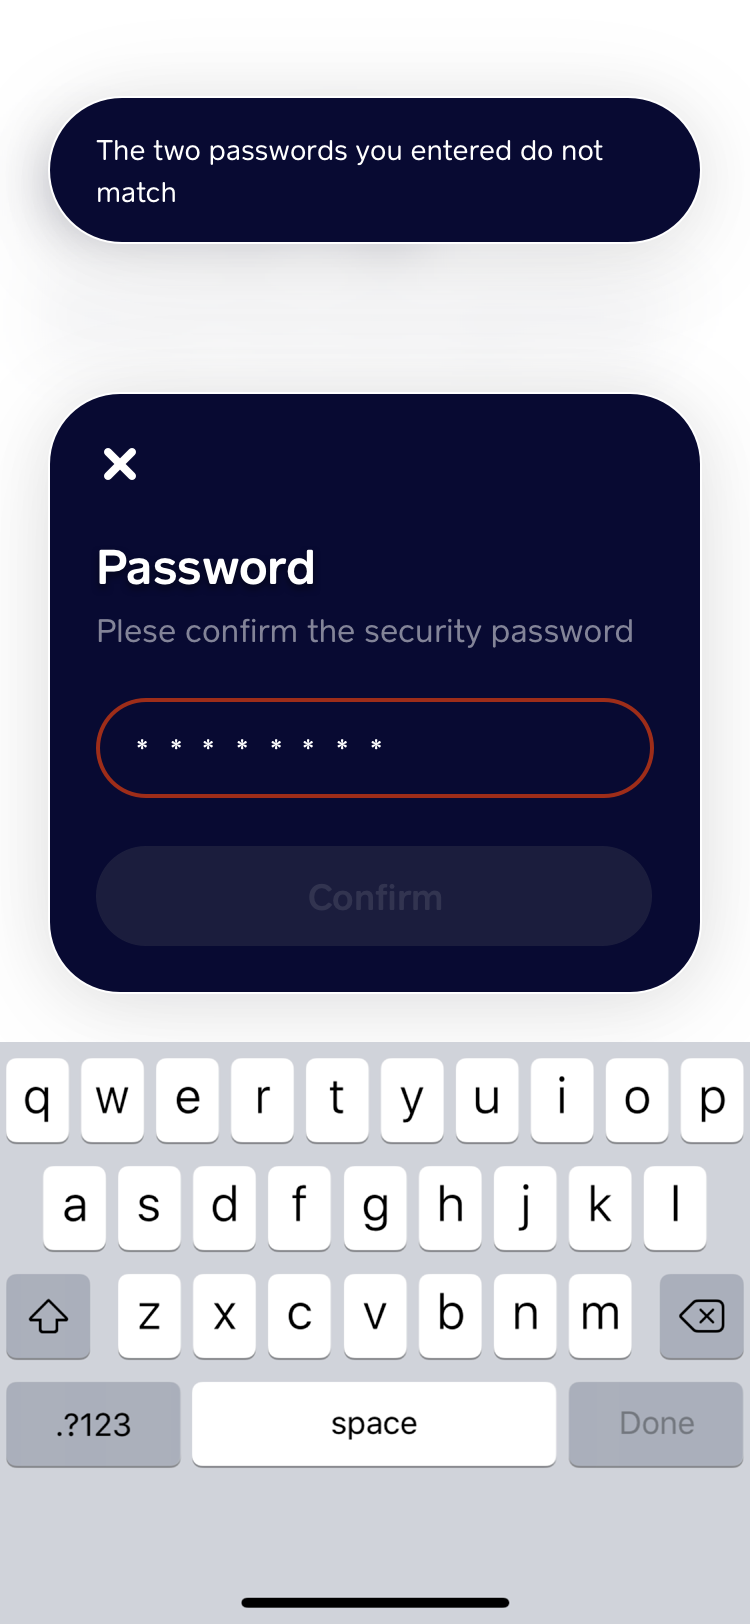 The two passwords you entered do not
match
Password
Plese confirm the security password
* * * * * * * *
Confirm
q w e r t y u i o p
a s d f g h j k l
z x c v b n m
.?123 space Done